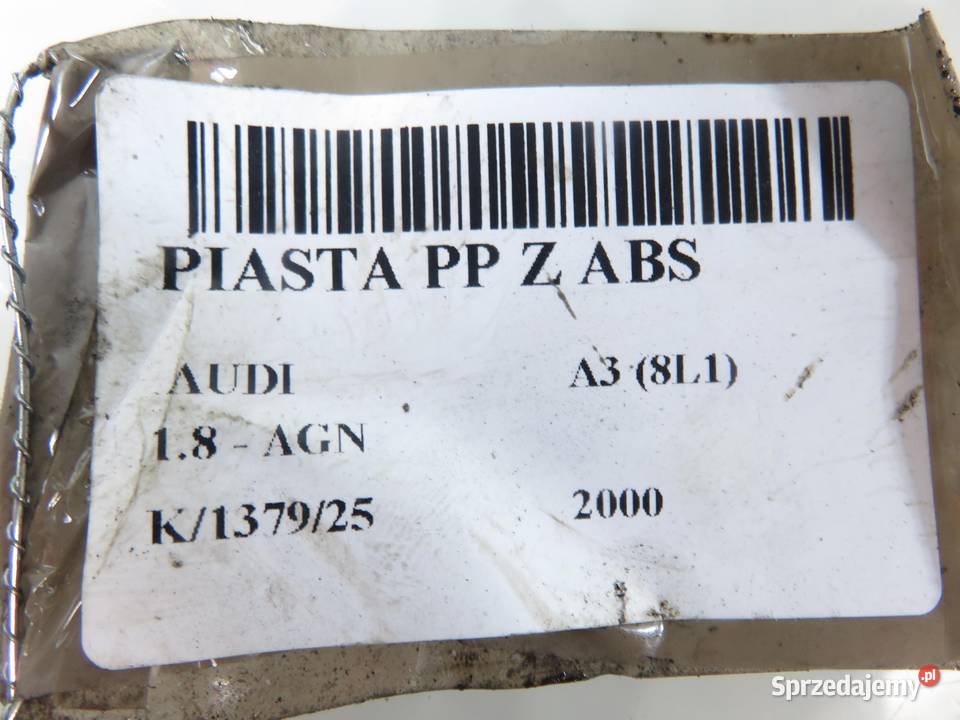 PIASTA PP Z ABS
AUDI A3 (8L1)
1.8 - AGN
K/1379/25 2000
Sprzedajemy.pl